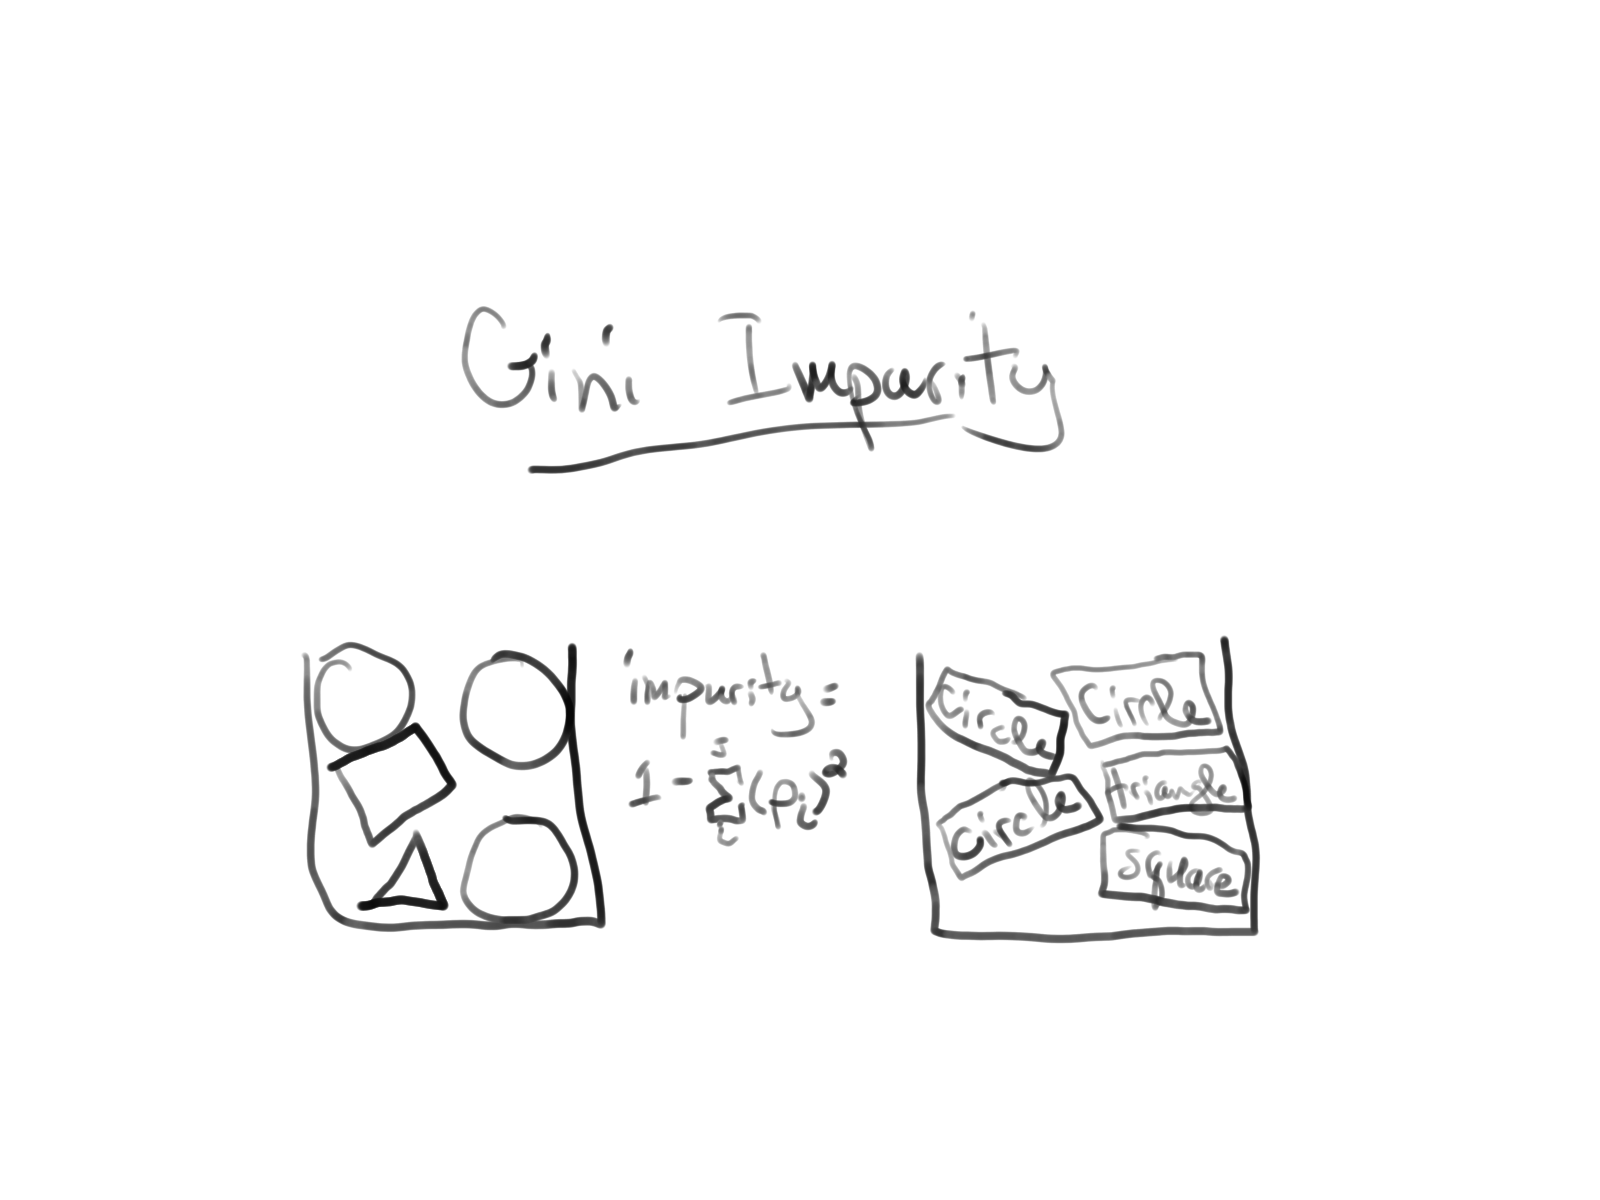 Gini Impurity
impurity =
1 - J∑i (pi)²
circle
Circle
circle
triangle
square